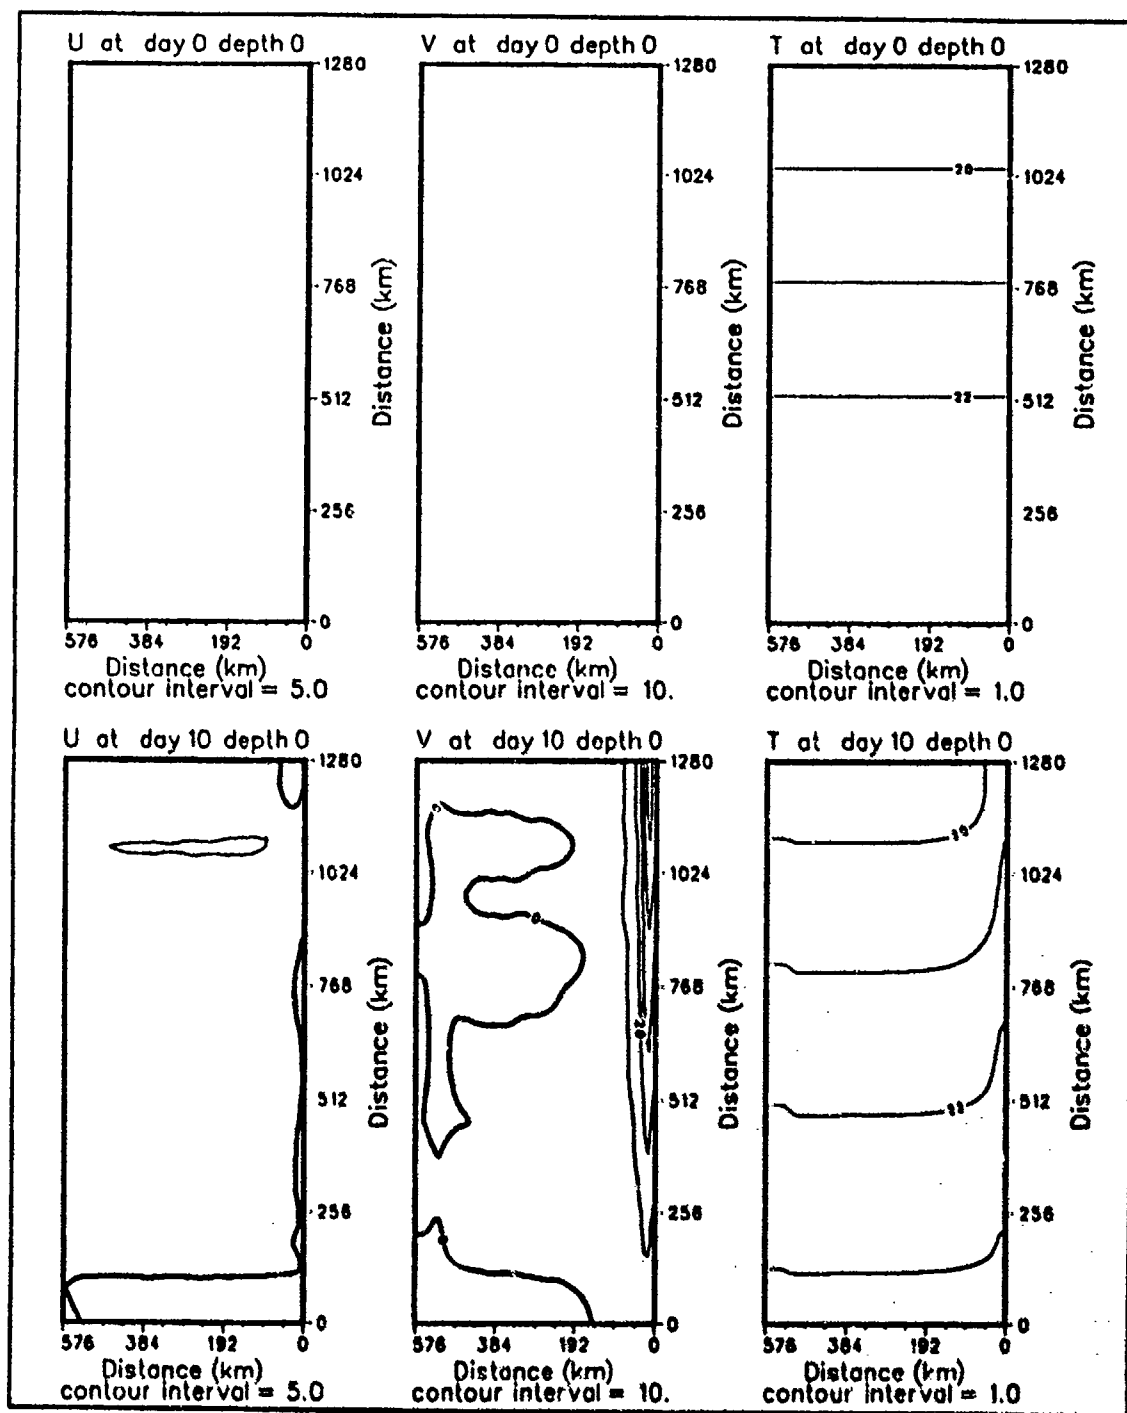 U at day 0 depth 0
1280
1024
768
512
256
0
Distance (km)
576 384 192 0
Distance (km)
contour interval = 5.0
V at day 0 depth 0
1280
1024
768
512
256
0
Distance (km)
576 384 192 0
Distance (km)
contour interval = 10.
T at day 0 depth 0
20
22
1280
1024
768
512
256
0
Distance (km)
576 384 192 0
Distance (km)
contour interval = 1.0
U at day 10 depth 0
1280
1024
768
512
256
0
Distance (km)
576 384 192 0
Distance (km)
contour interval = 5.0
V at day 10 depth 0
0
0
20
1280
1024
768
512
256
0
Distance (km)
576 384 192 0
Distance (km)
contour interval = 10.
T at day 10 depth 0
1280
1024
768
512
256
0
Distance (km)
576 384 192 0
Distance (km)
contour interval = 1.0